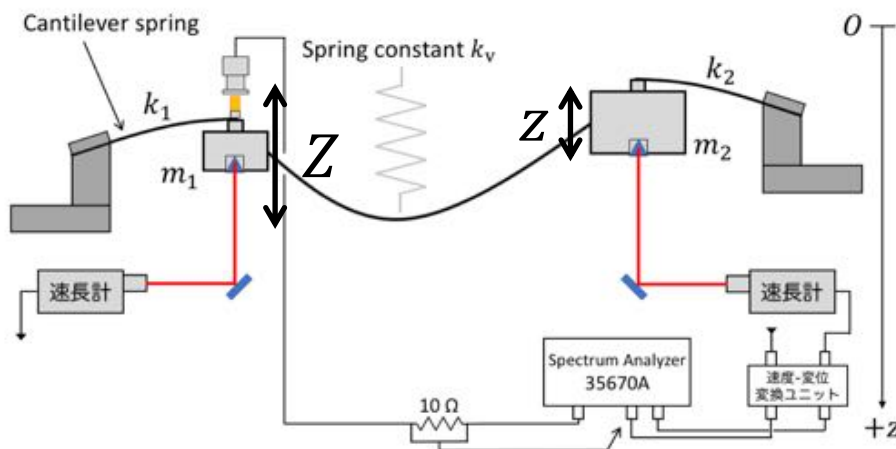 Cantilever spring
Spring constant kᵥ
O
k₁
k₂
Z
z
m₁
m₂
速長計
速長計
Spectrum Analyzer
35670A
速度-変位
変換ユニット
10 Ω
+z